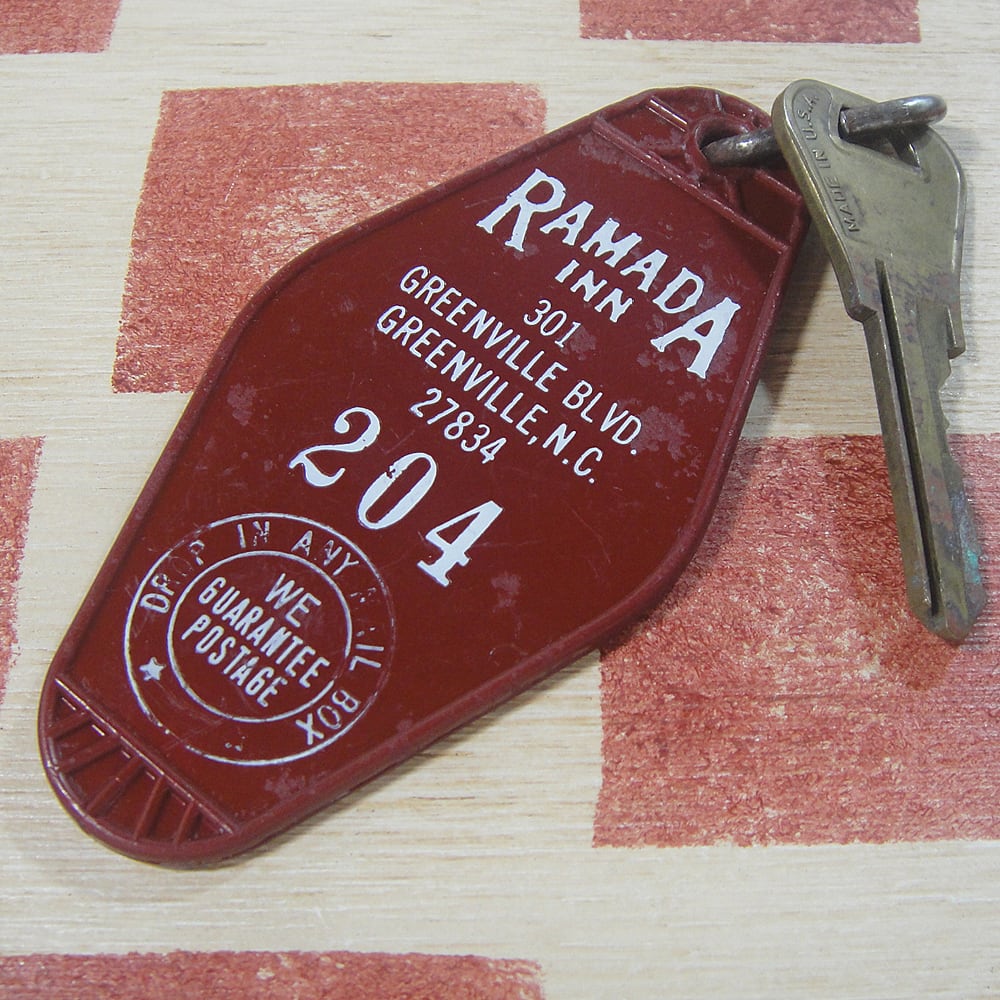 RAMADA
INN
301
GREENVILLE BLVD.
GREENVILLE, N.C.
27834
204
DROP IN ANY MAIL BOX
WE
GUARANTEE
POSTAGE
MADE IN U.S.A.